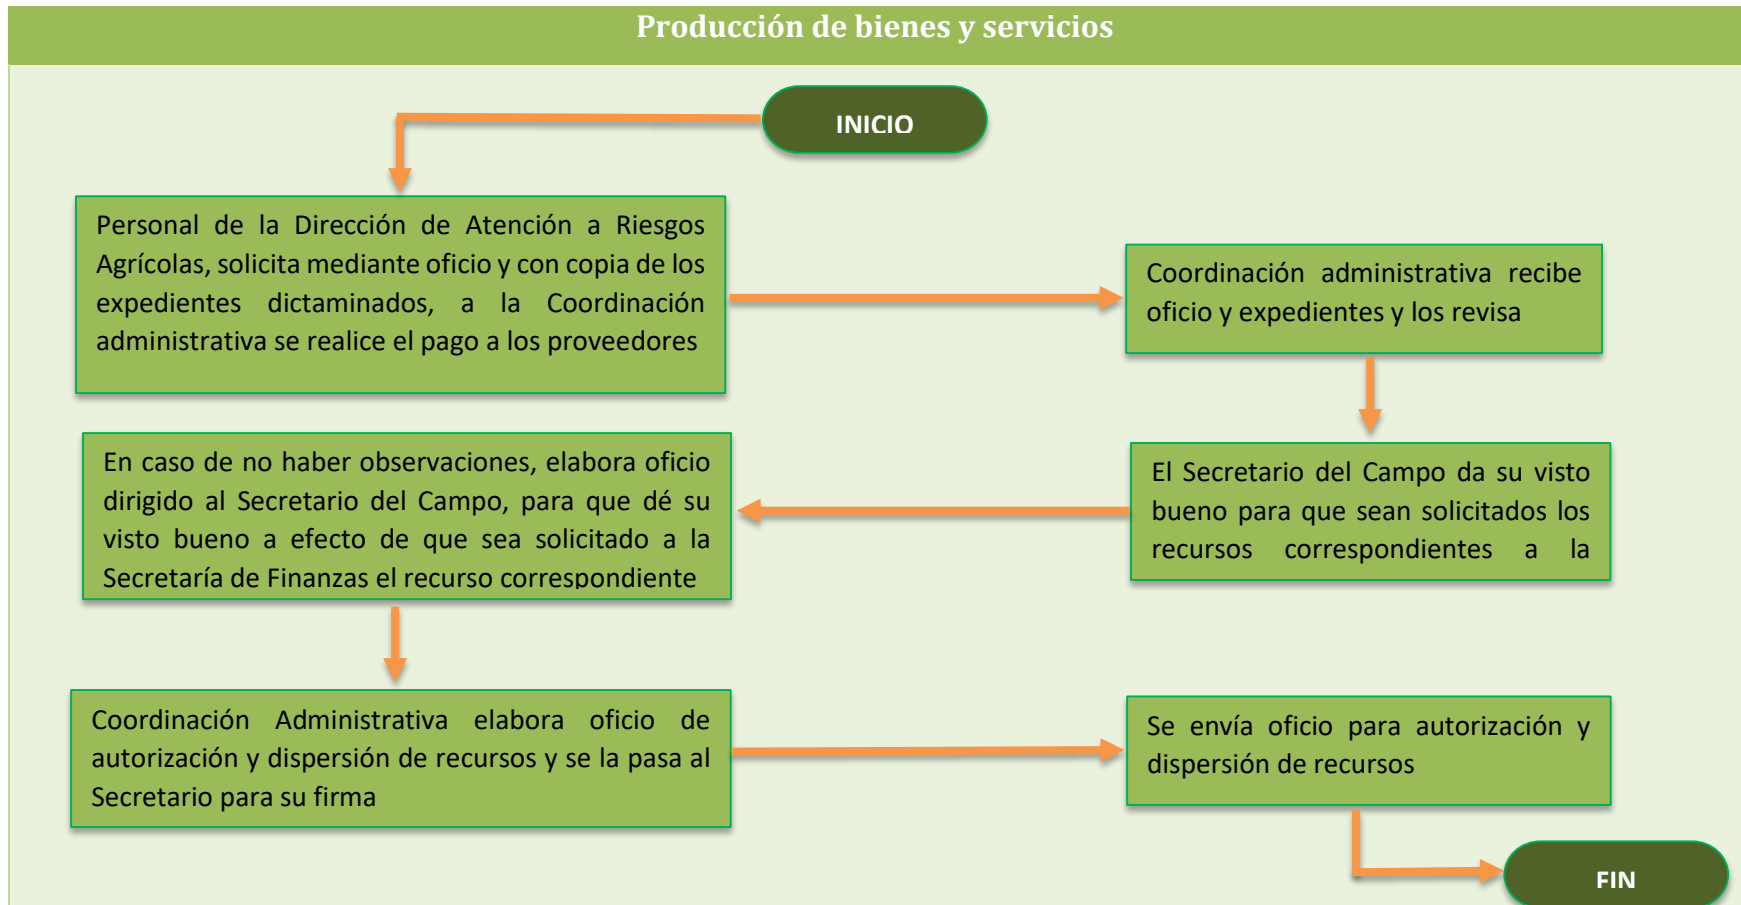 Producción de bienes y servicios
INICIO
Personal de la Dirección de Atención a Riesgos
Agrícolas, solicita mediante oficio y con copia de los
expedientes dictaminados, a la Coordinación
administrativa se realice el pago a los proveedores
Coordinación administrativa recibe
oficio y expedientes y los revisa
El Secretario del Campo da su visto
bueno para que sean solicitados los
recursos correspondientes a la
En caso de no haber observaciones, elabora oficio
dirigido al Secretario del Campo, para que dé su
visto bueno a efecto de que sea solicitado a la
Secretaría de Finanzas el recurso correspondiente
Coordinación Administrativa elabora oficio de
autorización y dispersión de recursos y se la pasa al
Secretario para su firma
Se envía oficio para autorización y
dispersión de recursos
FIN